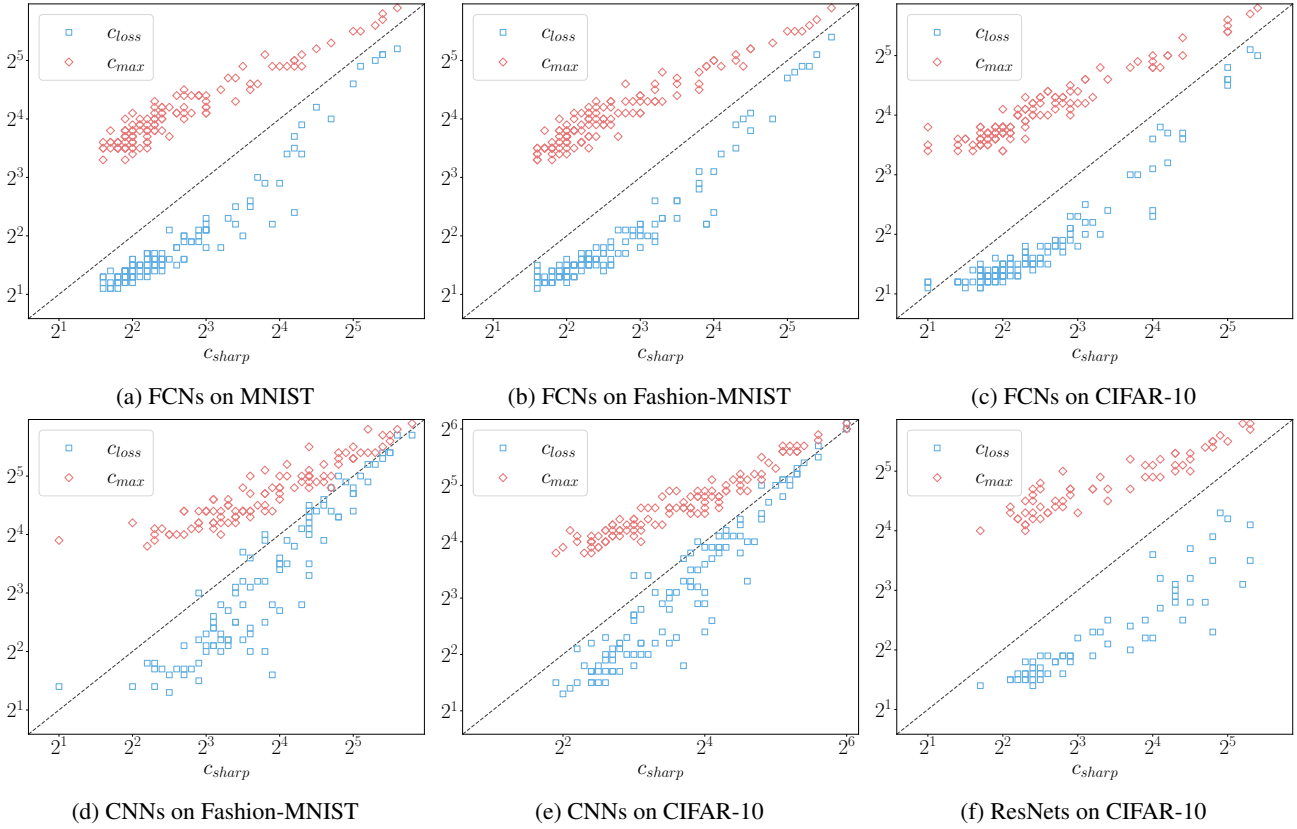 c_loss
c_max
2^5
2^4
2^3
2^2
2^1
2^1 2^2 2^3 2^4 2^5
c_sharp
(a) FCNs on MNIST
c_loss
c_max
2^5
2^4
2^3
2^2
2^1
2^1 2^2 2^3 2^4 2^5
c_sharp
(b) FCNs on Fashion-MNIST
c_loss
c_max
2^5
2^4
2^3
2^2
2^1
2^1 2^2 2^3 2^4 2^5
c_sharp
(c) FCNs on CIFAR-10
c_loss
c_max
2^5
2^4
2^3
2^2
2^1
2^1 2^2 2^3 2^4 2^5
c_sharp
(d) CNNs on Fashion-MNIST
c_loss
c_max
2^6
2^5
2^4
2^3
2^2
2^1
2^2 2^4 2^6
c_sharp
(e) CNNs on CIFAR-10
c_loss
c_max
2^5
2^4
2^3
2^2
2^1
2^1 2^2 2^3 2^4 2^5
c_sharp
(f) ResNets on CIFAR-10